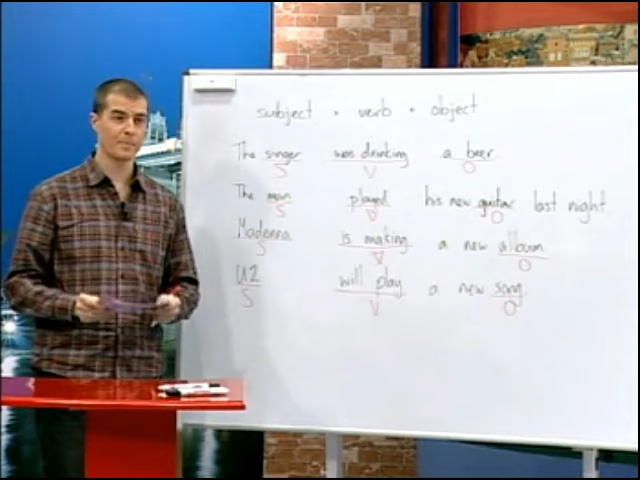 subject + verb + object
The singer was drinking a beer
S V O
The man played his new guitar last night
S V O
Madonna is making a new album
S V O
U2 will play a new song
S V O